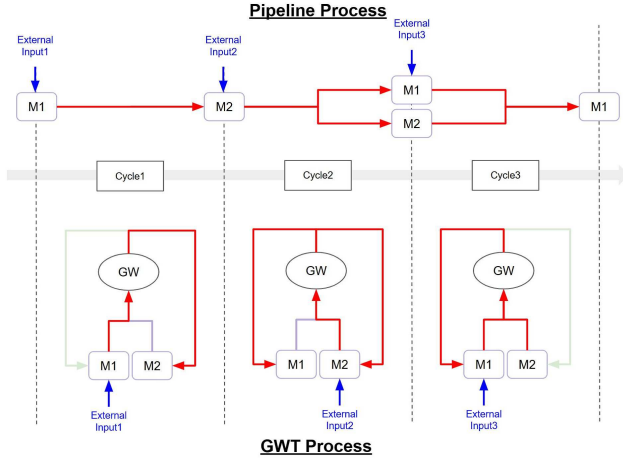 Pipeline Process
External
Input1
External
Input2
External
Input3
M1
M2
M1
M2
M1
Cycle1
Cycle2
Cycle3
GW
GW
GW
M1
M2
M1
M2
M1
M2
External
Input1
External
Input2
External
Input3
GWT Process